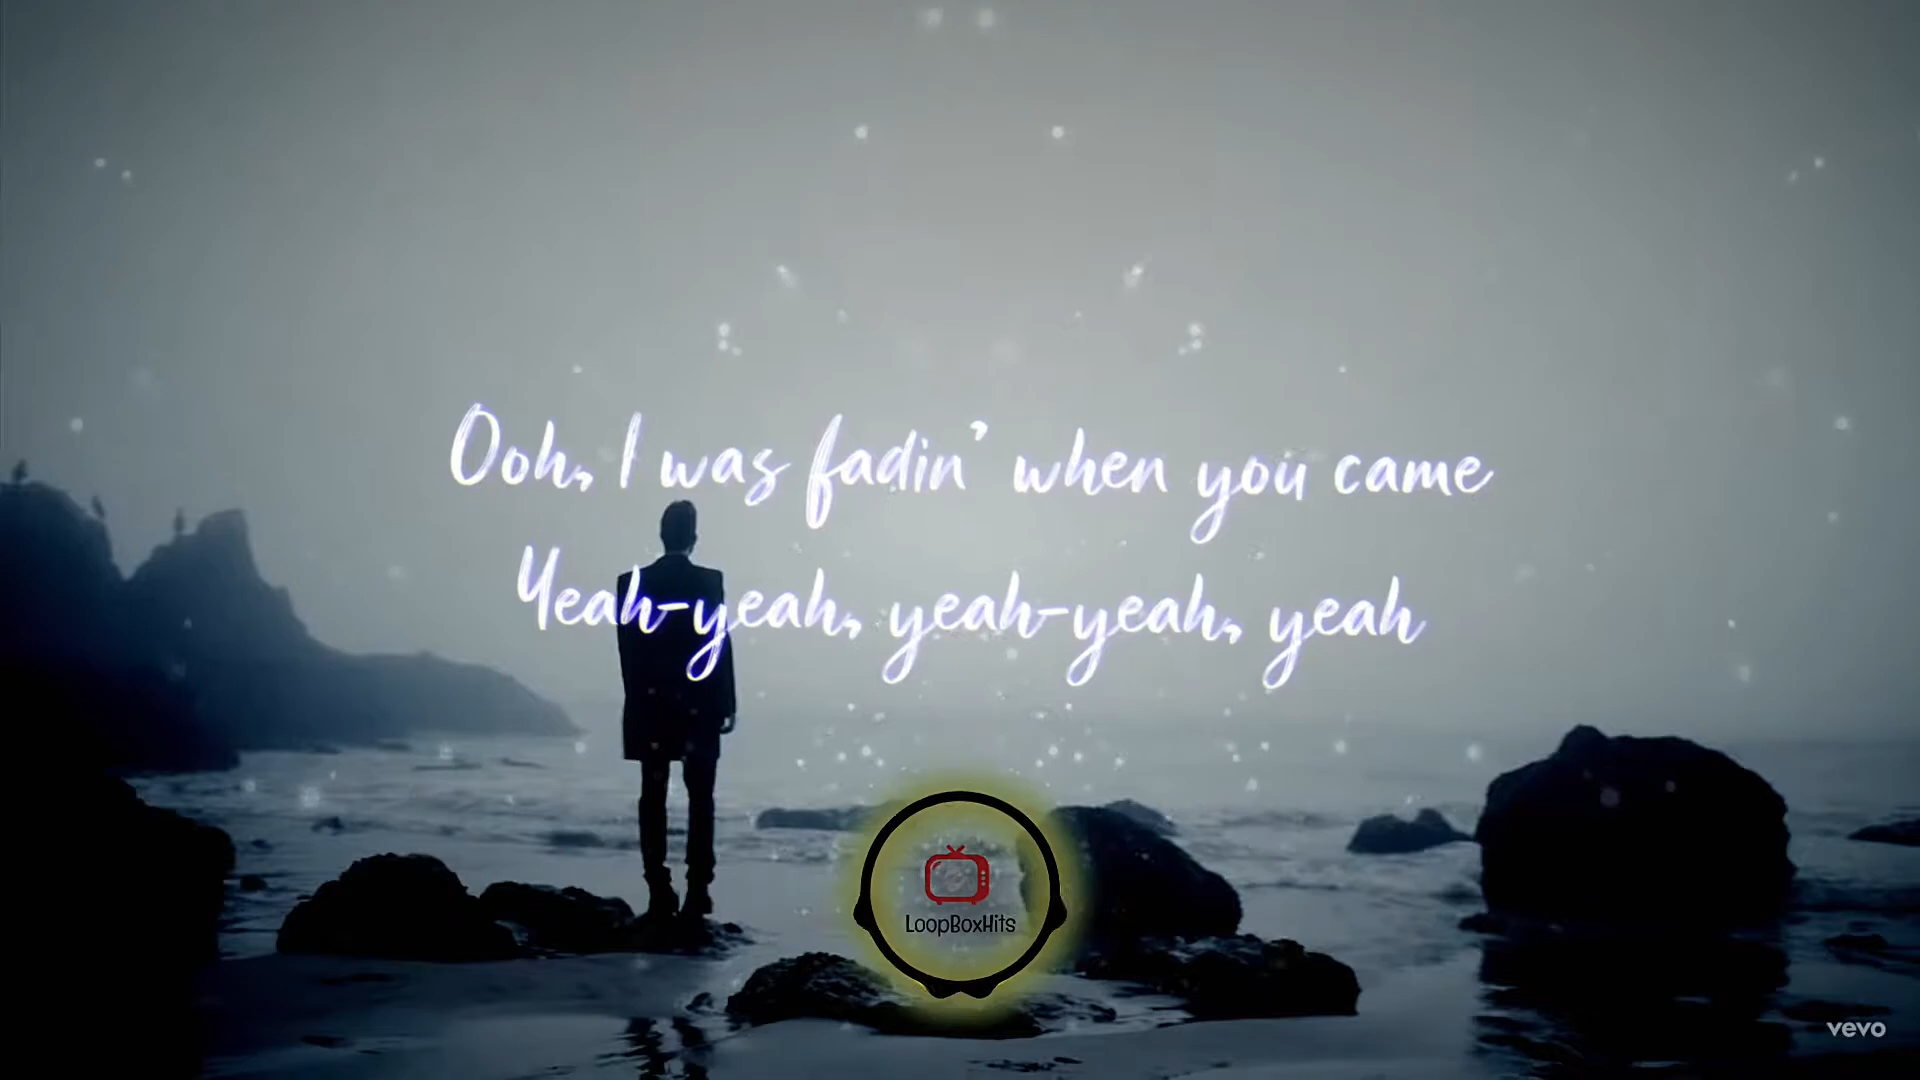 Ooh, I was fadin' when you came
Yeah-yeah, yeah-yeah, yeah
LoopBoxHits
vevo